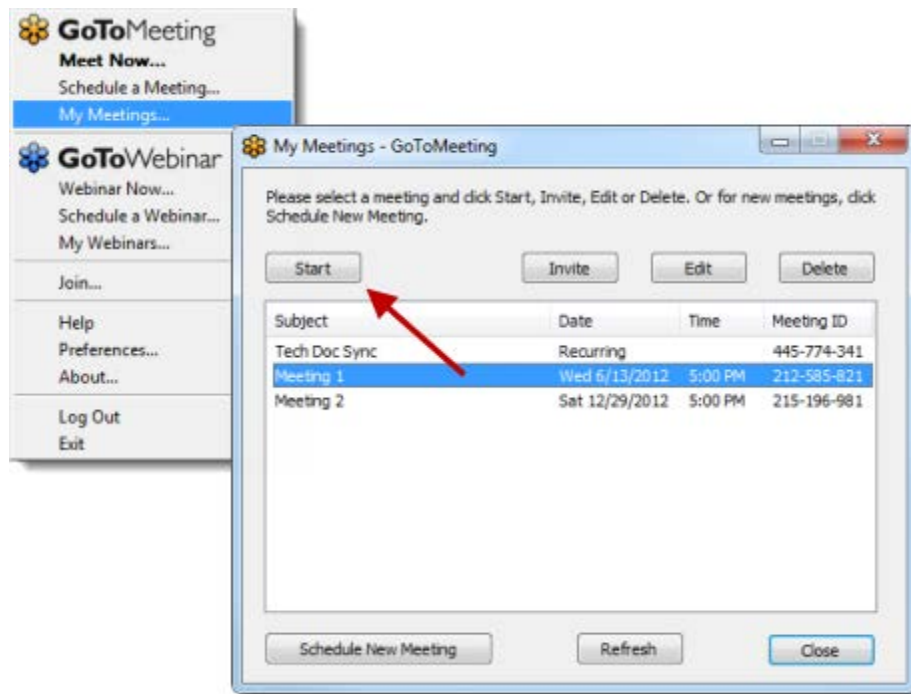 GoToMeeting
Meet Now...
Schedule a Meeting...
My Meetings...
GoToWebinar
Webinar Now...
Schedule a Webinar...
My Webinars...
Join...
Help
Preferences...
About...
Log Out
Exit
My Meetings - GoToMeeting
Please select a meeting and click Start, Invite, Edit or Delete. Or for new meetings, click
Schedule New Meeting.
Start Invite Edit Delete
Subject Date Time Meeting ID
Tech Doc Sync Recurring 445-774-341
Meeting 1 Wed 6/13/2012 5:00 PM 212-585-821
Meeting 2 Sat 12/29/2012 5:00 PM 215-196-981
Schedule New Meeting Refresh Close